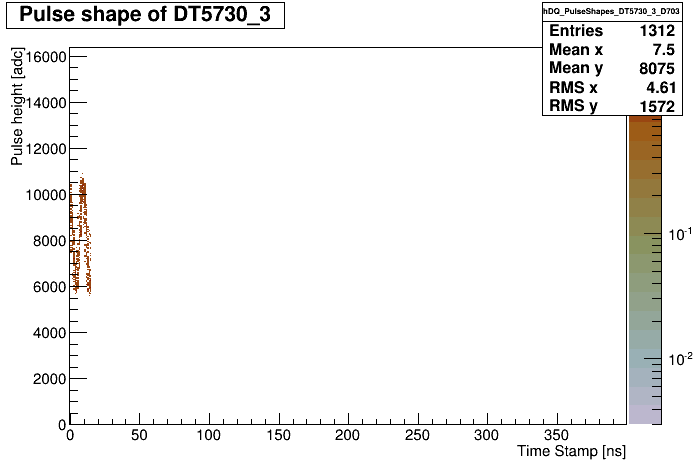 Pulse shape of DT5730_3
hDQ_PulseShapes_DT5730_3_D703
Entries 1312
Mean x 7.5
Mean y 8075
RMS x 4.61
RMS y 1572
Pulse height [adc]
16000
14000
12000
10000
8000
6000
4000
2000
0
0 50 100 150 200 250 300 350
Time Stamp [ns]
10-1
10-2